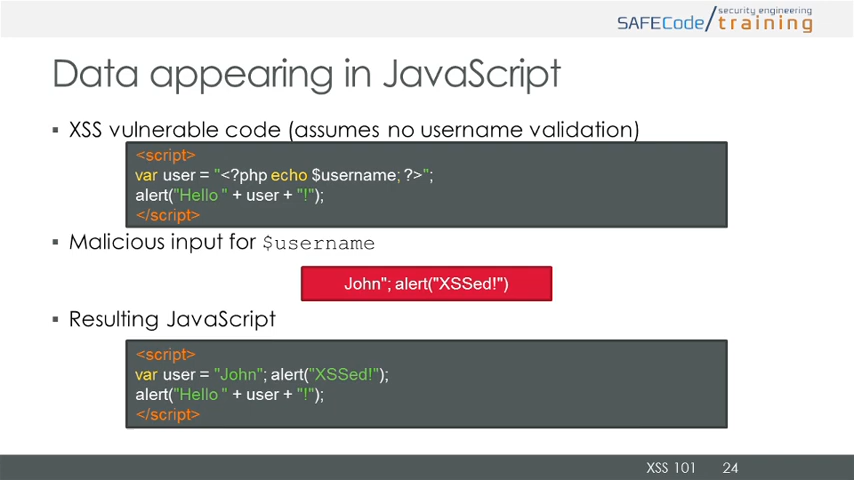 SAFECode/security engineering training
Data appearing in JavaScript
▪ XSS vulnerable code (assumes no username validation)
<script>
var user = "<?php echo $username; ?>";
alert("Hello " + user + "!");
</script>
▪ Malicious input for $username
John"; alert("XSSed!")
▪ Resulting JavaScript
<script>
var user = "John"; alert("XSSed!");
alert("Hello " + user + "!");
</script>
XSS 101 24